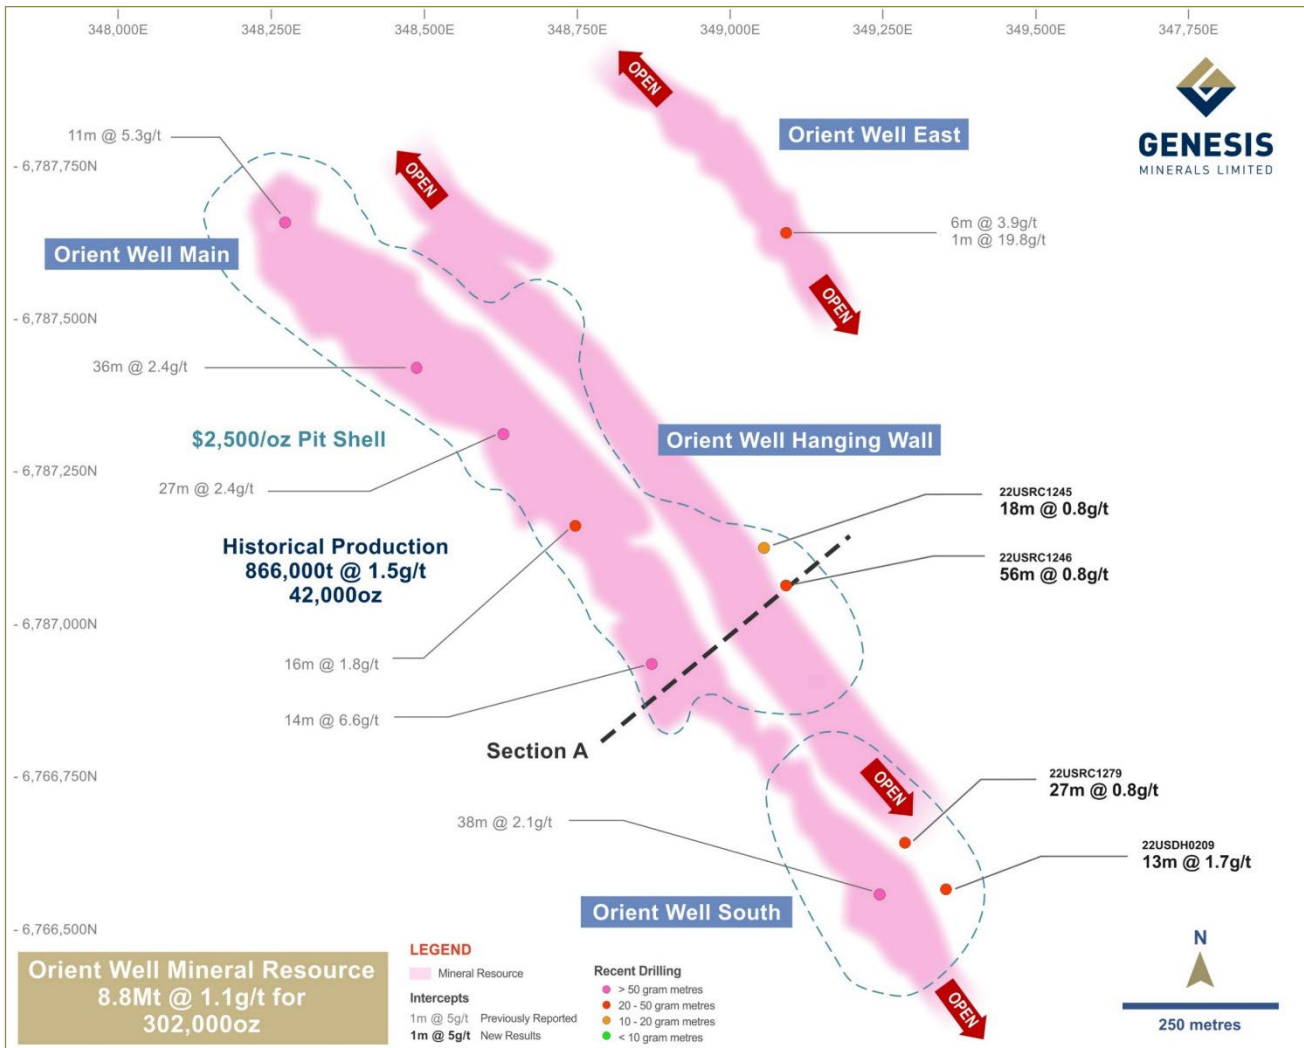 348,000E
348,250E
348,500E
348,750E
349,000E
349,250E
349,500E
347,750E
OPEN
Orient Well East
GENESIS
MINERALS LIMITED
11m @ 5.3g/t
- 6,787,750N
OPEN
6m @ 3.9g/t
1m @ 19.8g/t
Orient Well Main
OPEN
- 6,787,500N
36m @ 2.4g/t
$2,500/oz Pit Shell
Orient Well Hanging Wall
- 6,787,250N
27m @ 2.4g/t
22USRC1245
18m @ 0.8g/t
Historical Production
866,000t @ 1.5g/t
42,000oz
22USRC1246
56m @ 0.8g/t
- 6,787,000N
16m @ 1.8g/t
14m @ 6.6g/t
Section A
- 6,766,750N
OPEN
22USRC1279
27m @ 0.8g/t
38m @ 2.1g/t
22USDH0209
13m @ 1.7g/t
Orient Well South
- 6,766,500N
Orient Well Mineral Resource
8.8Mt @ 1.1g/t for
302,000oz
LEGEND
Mineral Resource
Intercepts
1m @ 5g/t Previously Reported
1m @ 5g/t New Results
Recent Drilling
> 50 gram metres
20 - 50 gram metres
10 - 20 gram metres
< 10 gram metres
OPEN
N
250 metres